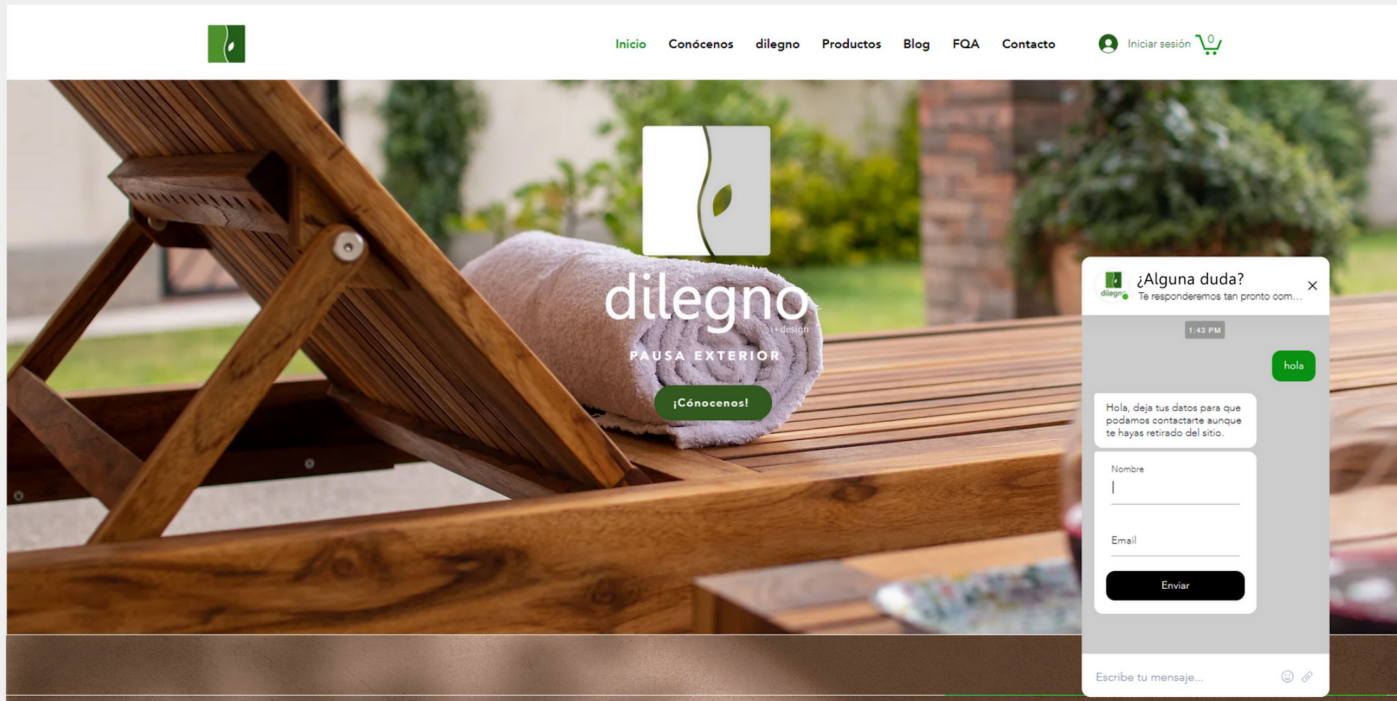 Inicio Conócenos dilegno Productos Blog FQA Contacto Iniciar sesión 0
dilegno
i+design
PAUSA EXTERIOR
¡Cónocenos!
dilegno
¿Alguna duda?
Te responderemos tan pronto com...
1:43 PM
hola
Hola, deja tus datos para que
podamos contactarte aunque
te hayas retirado del sitio.
Nombre
Email
Enviar
Escribe tu mensaje...